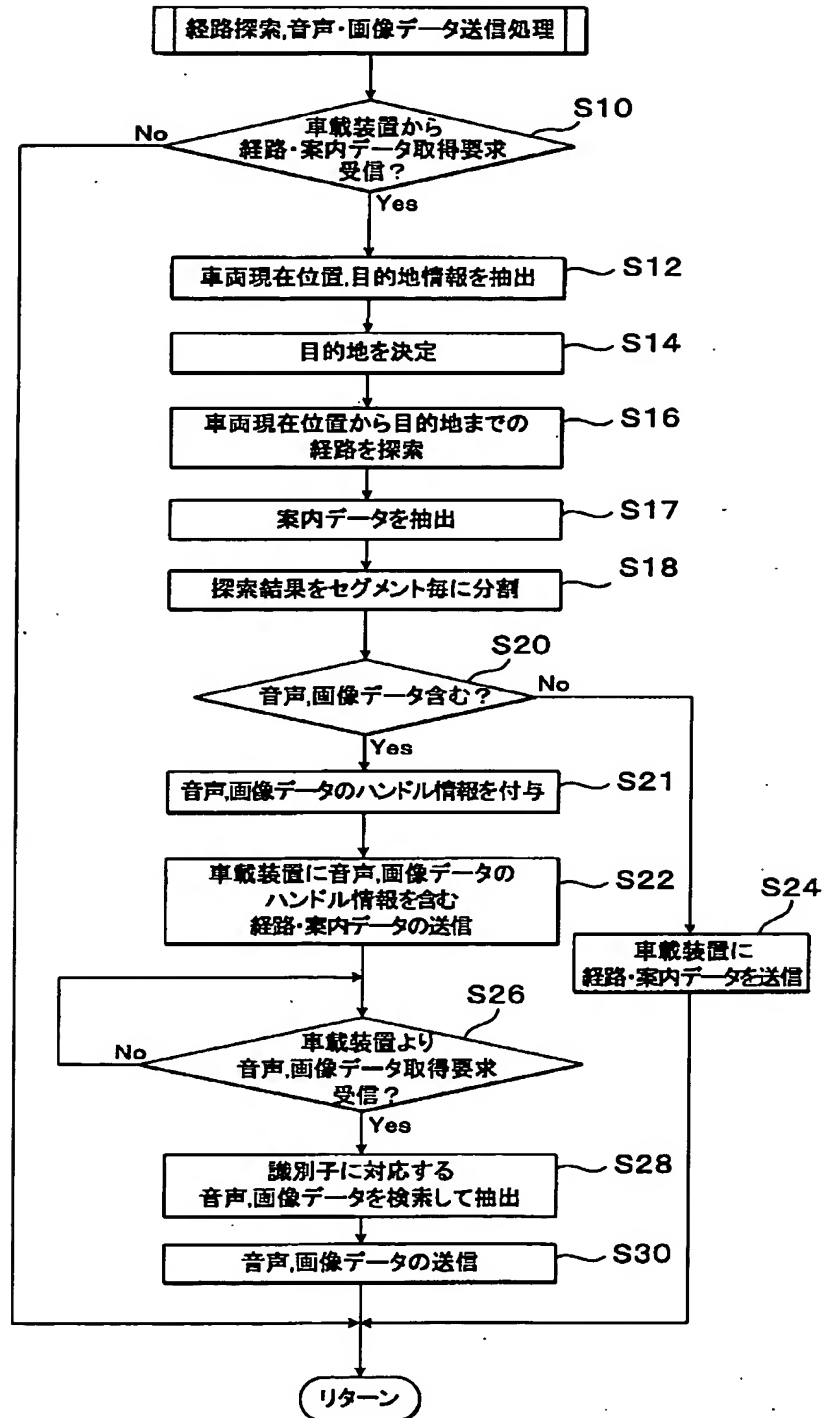 経路探索,音声・画像データ送信処理
S10
No
車載装置から
経路・案内データ取得要求
受信？
Yes
車両現在位置,目的地情報を抽出
S12
目的地を決定
S14
車両現在位置から目的地までの
経路を探索
S16
案内データを抽出
S17
探索結果をセグメント毎に分割
S18
S20
音声,画像データ含む？
No
Yes
音声,画像データのハンドル情報を付与
S21
車載装置に音声,画像データの
ハンドル情報を含む
経路・案内データの送信
S22
S24
車載装置に
経路・案内データを送信
S26
車載装置より
音声,画像データ取得要求
受信？
No
Yes
識別子に対応する
音声,画像データを検索して抽出
S28
音声,画像データの送信
S30
リターン